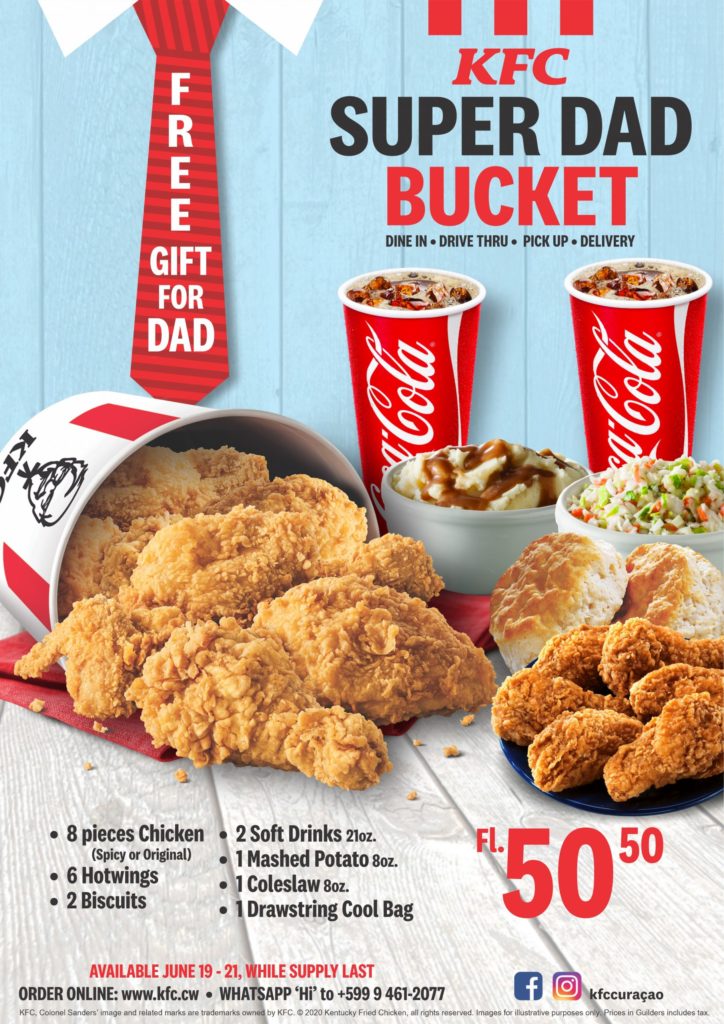 FREE
GIFT
FOR
DAD
KFC
SUPER DAD
BUCKET
DINE IN • DRIVE THRU • PICK UP • DELIVERY
Coca-Cola
KFC
• 8 pieces Chicken
(Spicy or Original)
• 6 Hotwings
• 2 Biscuits
• 2 Soft Drinks 21oz.
• 1 Mashed Potato 8oz.
• 1 Coleslaw 8oz.
• 1 Drawstring Cool Bag
Fl. 50 50
AVAILABLE JUNE 19 - 21, WHILE SUPPLY LAST
ORDER ONLINE: www.kfc.cw • WHATSAPP ‘Hi’ to +599 9 461-2077
kfccuraçao
KFC, Colonel Sanders' image and related marks are trademarks owned by KFC. © 2020 Kentucky Fried Chicken, all rights reserved. Images for illustrative purposes only. Prices in Guilders includes tax.